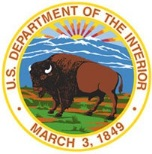 U.S. DEPARTMENT OF THE INTERIOR
MARCH 3, 1849